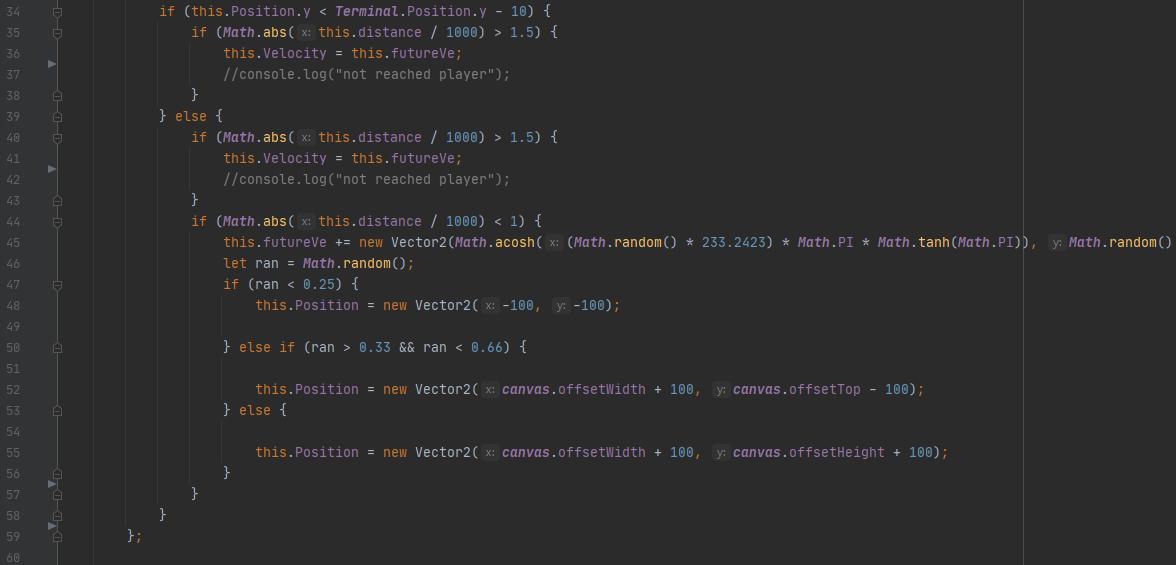 34 if (this.Position.y < Terminal.Position.y - 10) {
35 if (Math.abs( x: this.distance / 1000) > 1.5) {
36 this.Velocity = this.futureVe;
37 //console.log("not reached player");
38 }
39 } else {
40 if (Math.abs( x: this.distance / 1000) > 1.5) {
41 this.Velocity = this.futureVe;
42 //console.log("not reached player");
43 }
44 if (Math.abs( x: this.distance / 1000) < 1) {
45 this.futureVe += new Vector2(Math.acosh( x: (Math.random() * 233.2423) * Math.PI * Math.tanh(Math.PI)), y: Math.random()
46 let ran = Math.random();
47 if (ran < 0.25) {
48 this.Position = new Vector2( x: -100, y: -100);
49
50 } else if (ran > 0.33 && ran < 0.66) {
51
52 this.Position = new Vector2( x: canvas.offsetWidth + 100, y: canvas.offsetTop - 100);
53 } else {
54
55 this.Position = new Vector2( x: canvas.offsetWidth + 100, y: canvas.offsetHeight + 100);
56 }
57 }
58 }
59 };
60